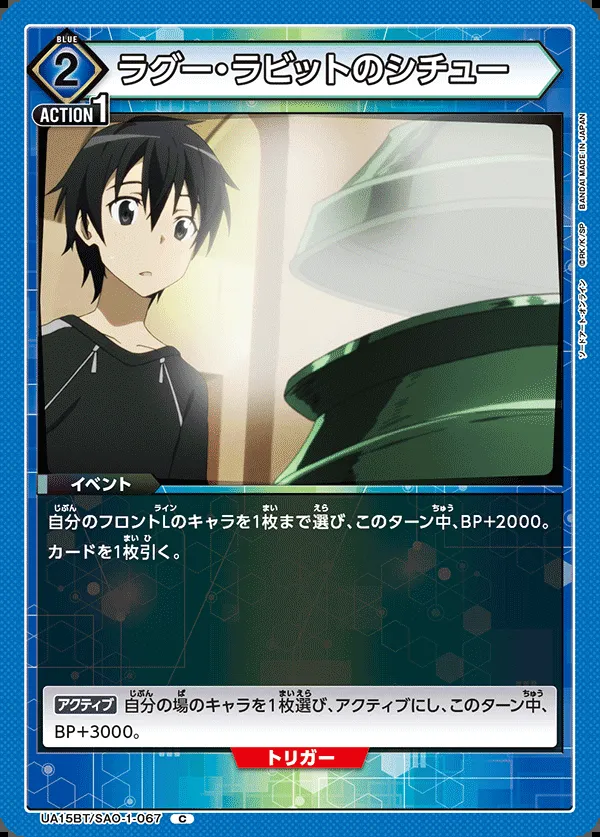 BLUE
2
ラグー・ラビットのシチュー
ACTION 1
BANDAI MADE IN JAPAN
©RK/K/SP
ソードアート・オンライン
イベント
自分のフロントLのキャラを1枚まで選び、このターン中、BP+2000。
カードを1枚引く。
アクティブ 自分の場のキャラを1枚選び、アクティブにし、このターン中、
BP+3000。
トリガー
UA15BT/SAO-1-067 C